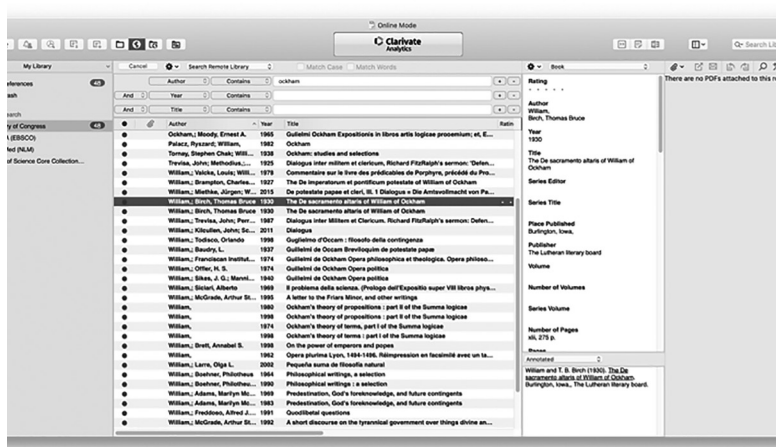 Online Mode
Clarivate
Analytics
Search Li
My Library
Cancel
Search Remote Library
Match Case
Match Words
Book
eferences
48
ash
earch
ry of Congress
48
A (EBSCO)
Med (NLM)
of Science Core Collection...
Author Contains ockham
And Year Contains
And Title Contains
Author Year Title Ratin
Ockham,; Moody, Ernest A. 1965 Guilielmi Ockham Expositionis in libros artis logicae prooemium; et, E...
Palacz, Ryszard; William, 1982 Ockham
Tornay, Stephen Chak; Willi... 1938 Ockham: studies and selections
Trevisa, John; Methodius,;... 1925 Dialogus inter militem et clericum, Richard FitzRalph's sermon: 'Defen...
William,; Vaicke, Louis; Willi... 1978 Commentaire sur le livre des prédicables de Porphyre, précédé du Pro...
William,; Brampton, Charles... 1927 The De imperatorum et pontificum potestate of William of Ockham
William,; Miethke, Jürgen; W... 2015 De potestate papae et cleri, III. 1 Dialogus = Die Amtsvollmacht von Pa...
William,; Birch, Thomas Bruce 1930 The De sacramento altaris of William of Ockham
William,; Birch, Thomas Bruce 1930 The De sacramento altaris of William of Ockham
William,; Trevisa, John; Perr... 1987 Dialogus inter Militem et Clericum. Richard FitzRalph's Sermon: Defen...
William,; Kilcullen, John; Sc... 2011 Dialogus
William,; Todisco, Orlando 1998 Guglielmo d'Occam : filosofo della contingenza
William,; Baudry, L. 1937 Guillelmi de Occam Breviloquium de potestate papae
William,; Franciscan Institut... 1974 Guillelmi de Ockham Opera philosophica et theologica. Opera philoso...
William,; Offler, H. S. 1974 Guillelmi de Ockham Opera politica
William,; Sikes, J. G.; Manni... 1940 Guillelmi de Ockham Opera politica
William,; Siclari, Alberto 1969 Il problema della scienza. (Prologo dell'Expositio super VIII libros phys...
William,; McGrade, Arthur St... 1995 A letter to the Friars Minor, and other writings
William, 1980 Ockham's theory of propositions : part II of the Summa logicae
William, 1998 Ockham's theory of propositions : part II of the Summa logicae
William, 1974 Ockham's theory of terms, part I of the Summa logicae
William, 1998 Ockham's theory of terms : part I of the Summa logicae
William,; Brett, Annabel S. 1998 On the power of emperors and popes
William, 1962 Opera plurima Lyon, 1494-1496. Réimpression en facsimilé avec un ta...
William,; Larre, Olga L. 2002 Pequeña suma de filosofía natural
William,; Boehner, Philotheus 1964 Philosophical writings, a selection
William,; Boehner, Philotheu... 1990 Philosophical writings : a selection
William,; Adams, Marilyn Mc... 1969 Predestination, God's foreknowledge, and future contingents
William,; Adams, Marilyn Mc... 1983 Predestination, God's foreknowledge, and future contingents
William,; Freddoso, Alfred J.... 1991 Quodlibetal questions
William,; McGrade, Arthur St... 1992 A short discourse on the tyrannical government over things divine an...
Rating
Author
William,
Birch, Thomas Bruce
Year
1930
Title
The De sacramento altaris of William of
Ockham
Series Editor
Series Title
Place Published
Burlington, Iowa,
Publisher
The Lutheran literary board
Volume
Number of Volumes
Series Volume
Number of Pages
xlii, 275 p.
Pages
Annotated
William and T. B. Birch (1930). The De
sacramento altaris of William of Ockham.
Burlington, Iowa,, The Lutheran literary board.
There are no PDFs attached to this re